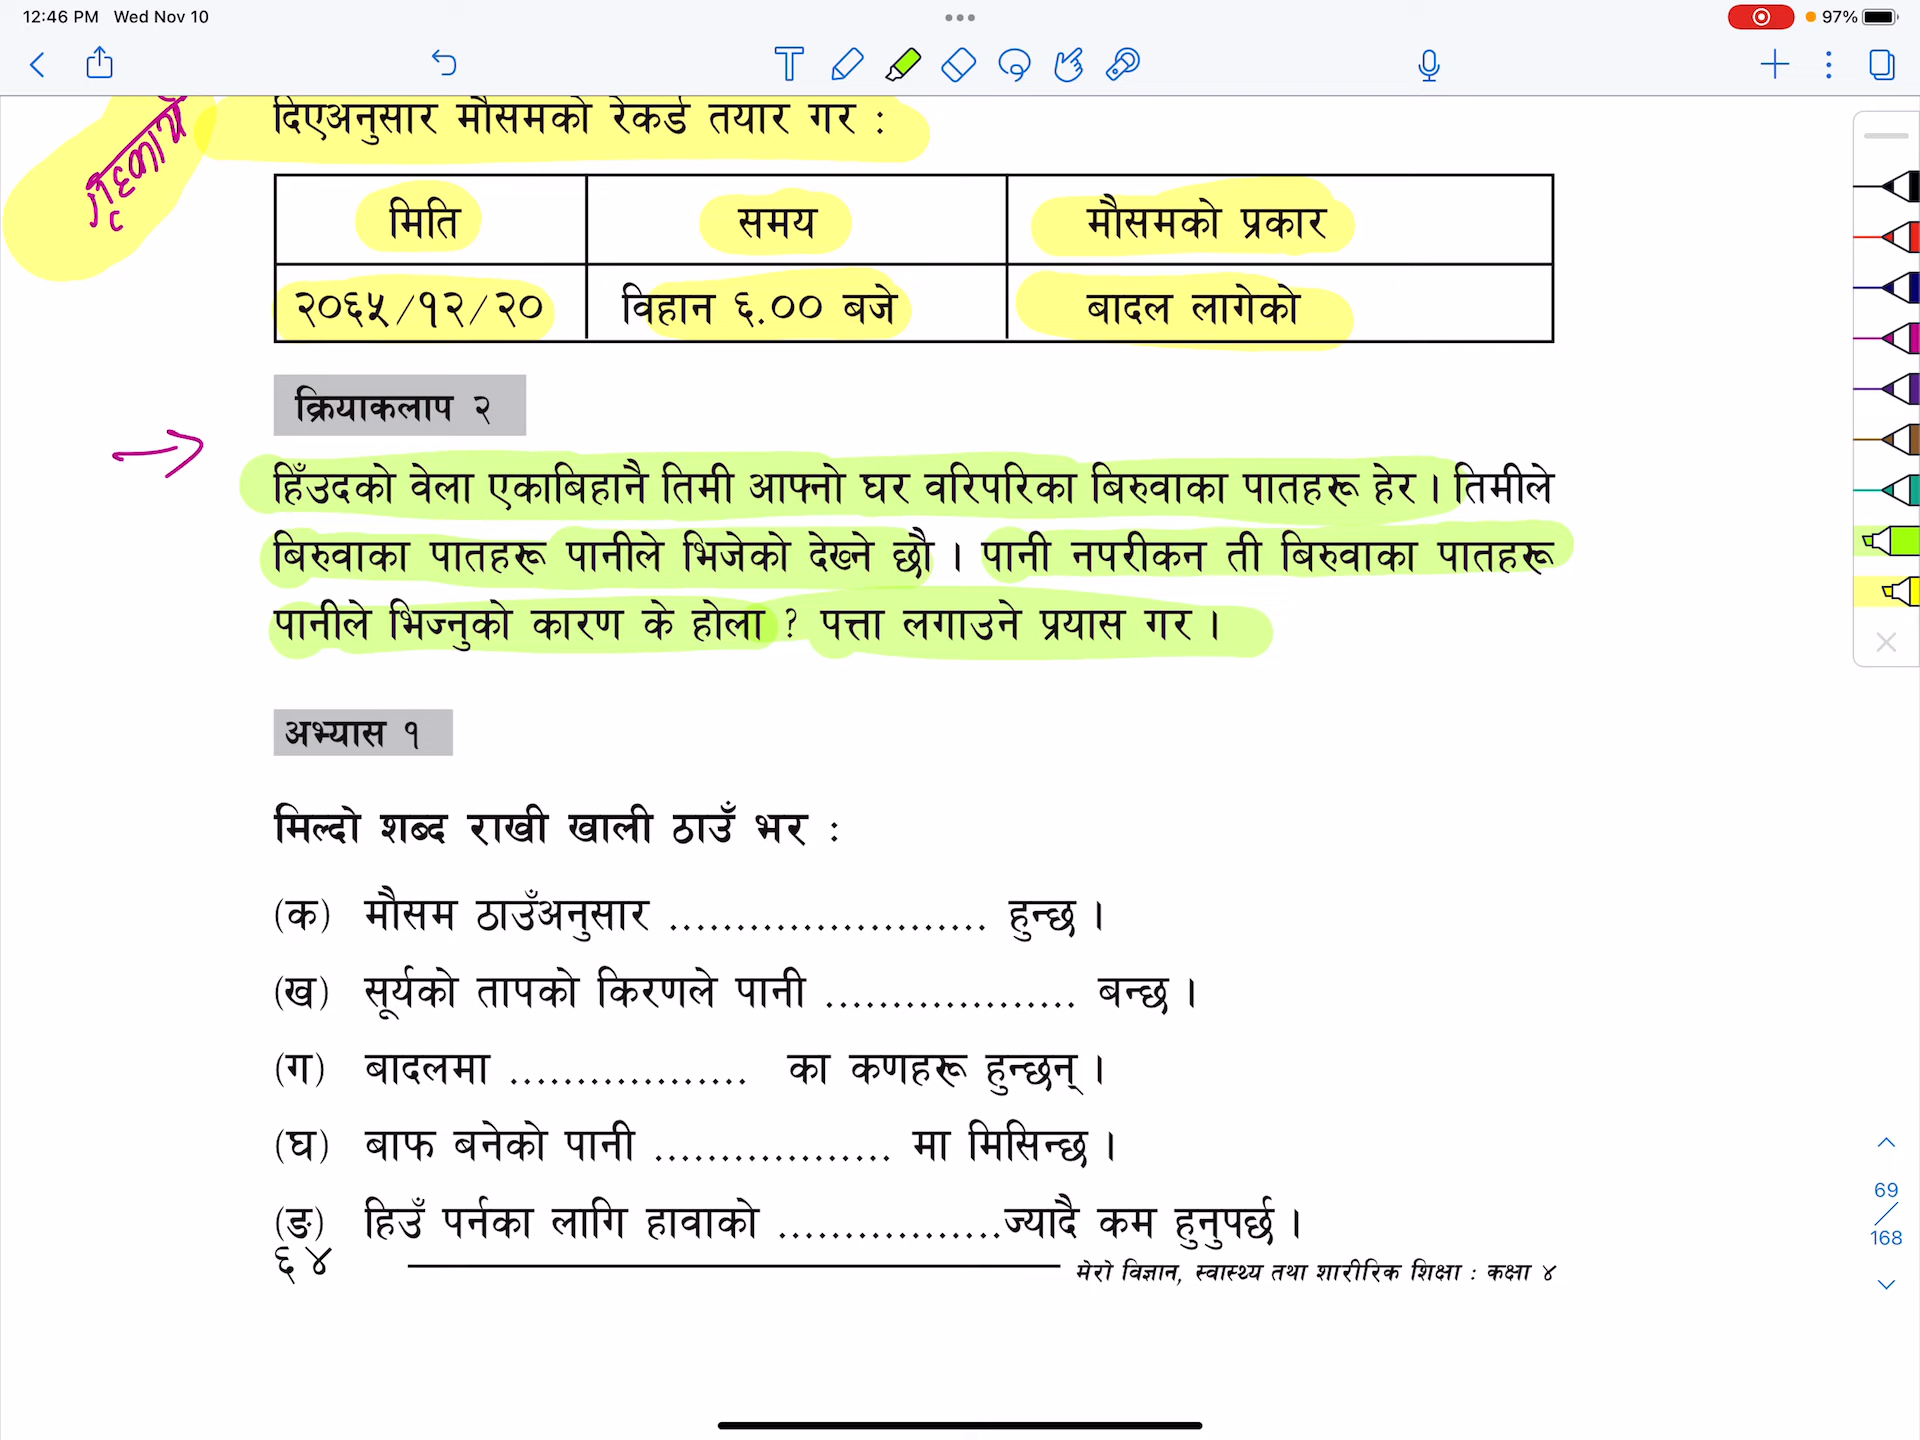 12:46 PM Wed Nov 10
97%
दिएअनुसार मौसमको रेकर्ड तयार गर :
गृहकार्य
मिति समय मौसमको प्रकार
२०६५/१२/२० विहान ६.०० बजे बादल लागेको
क्रियाकलाप २
हिँउदको वेला एकाबिहानै तिमी आफ्नो घर वरिपरिका बिरुवाका पातहरू हेर । तिमीले
बिरुवाका पातहरू पानीले भिजेको देख्ने छौ । पानी नपरीकन ती बिरुवाका पातहरू
पानीले भिज्नुको कारण के होला ? पत्ता लगाउने प्रयास गर ।
अभ्यास १
मिल्दो शब्द राखी खाली ठाउँ भर :
(क) मौसम ठाउँअनुसार ........................ हुन्छ ।
(ख) सूर्यको तापको किरणले पानी ................... बन्छ ।
(ग) बादलमा .................. का कणहरू हुन्छन् ।
(घ) बाफ बनेको पानी .................. मा मिसिन्छ ।
(ङ) हिउँ पर्नका लागि हावाको .................ज्यादै कम हुनुपर्छ ।
६४ मेरो विज्ञान, स्वास्थ्य तथा शारीरिक शिक्षा : कक्षा ४
69
/
168